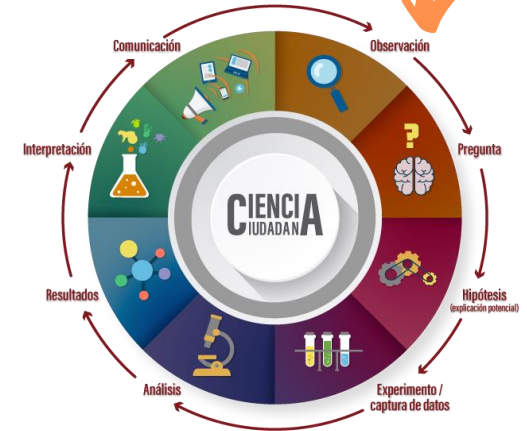 Comunicación
Observación
Interpretación
?
Pregunta
CIENCIA
CIUDADANA
Resultados
Hipótesis
(explicación potencial)
Análisis
Experimento /
captura de datos